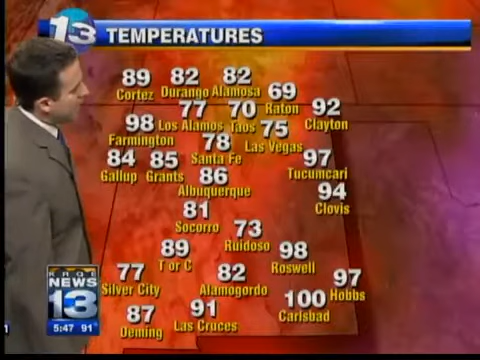 13 TEMPERATURES
89 82 82
Cortez Durango Alamosa 69
77 70 Raton 92
98 Los Alamos Taos 75 Clayton
Farmington 78 Las Vegas
84 85 Santa Fe 97
Gallup Grants 86 Tucumcari
Albuquerque 94
81 Clovis
Socorro 73
89 Ruidoso 98
T or C Roswell
77 82 97
Silver City Alamogordo Hobbs
87 91 100
Deming Las Cruces Carlsbad
KRQE
NEWS
13
5:47 91°